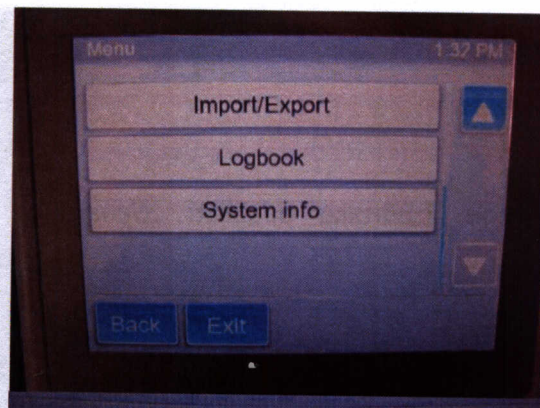 Menu 1:32 PM
Import/Export
Logbook
System info
Back Exit